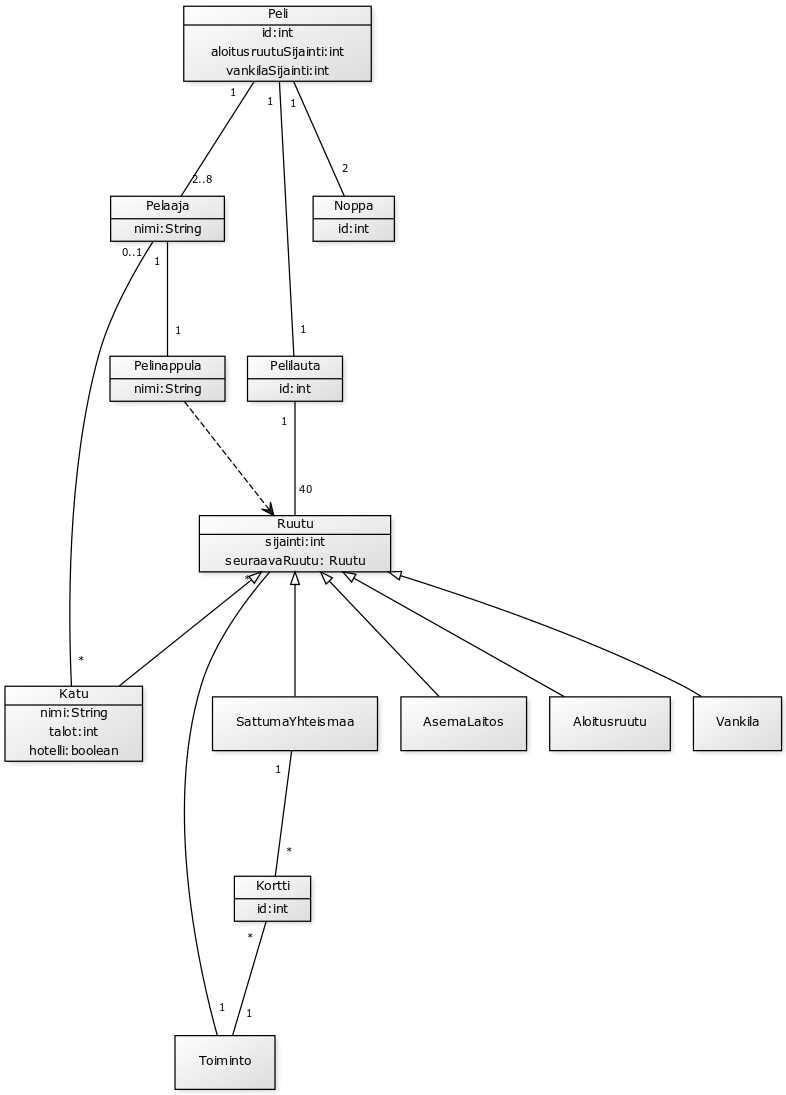 Peli
id:int
aloitusruutuSijainti:int
vankilaSijainti:int
1
1
1
2..8
2
Pelaaja
nimi:String
Noppa
id:int
0..1
1
1
1
Pelinappula
nimi:String
Pelilauta
id:int
1
40
Ruutu
sijainti:int
seuraavaRuutu: Ruutu
*
*
Katu
nimi:String
talot:int
hotelli:boolean
SattumaYhteismaa
AsemaLaitos
Aloitusruutu
Vankila
1
*
Kortti
id:int
*
1
1
Toiminto